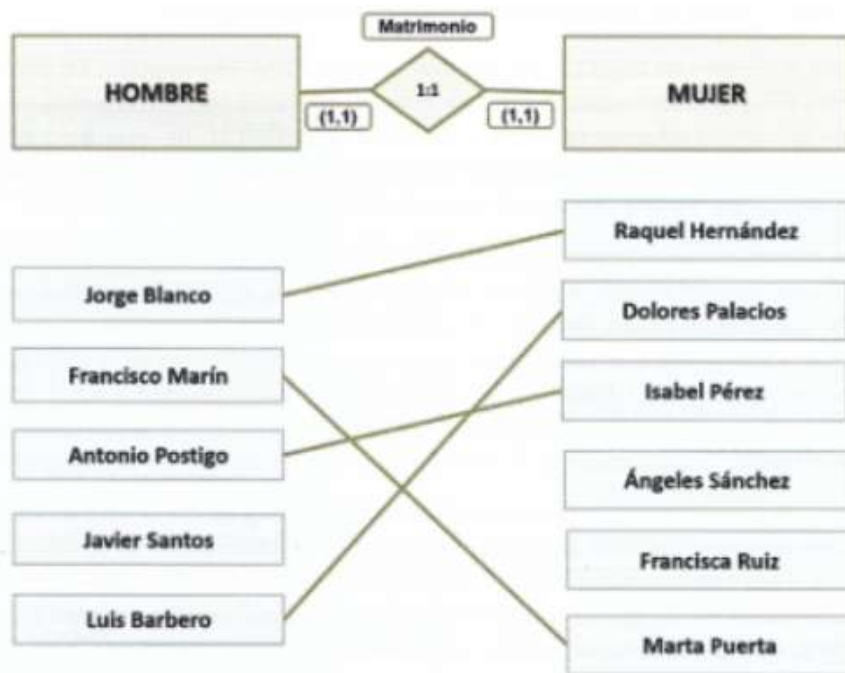 Matrimonio
HOMBRE
1:1
MUJER
(1,1)
(1,1)
Raquel Hernández
Jorge Blanco
Dolores Palacios
Francisco Marín
Isabel Pérez
Antonio Postigo
Ángeles Sánchez
Javier Santos
Francisca Ruiz
Luis Barbero
Marta Puerta